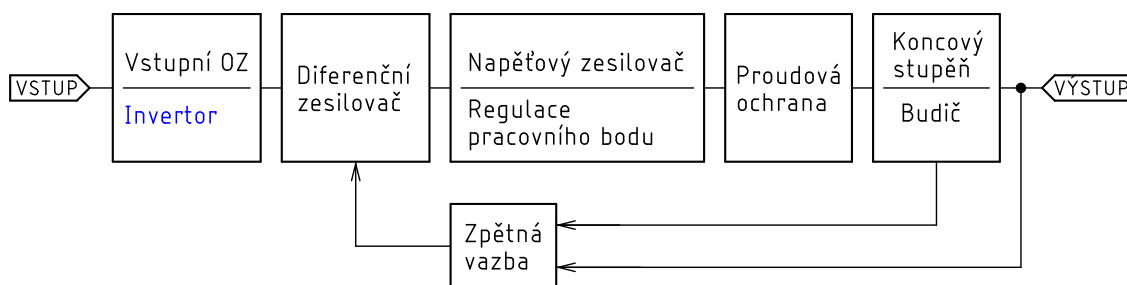 VSTUP
Vstupní OZ
Invertor
Diferenční
zesilovač
Napěťový zesilovač
Regulace
pracovního bodu
Proudová
ochrana
Koncový
stupěň
Budič
VÝSTUP
Zpětná
vazba